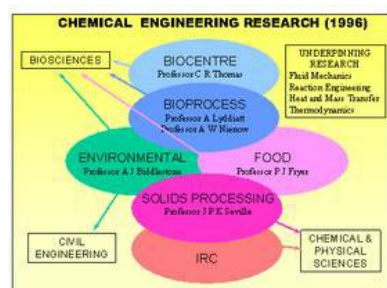 CHEMICAL ENGINEERING RESEARCH (1996)
BIOSCIENCES
BIOCENTRE
Professor C R Thomas
UNDERPINNING
RESEARCH
Fluid Mechanics
Reaction Engineering
Heat and Mass Transfer
Thermodynamics
BIOPROCESS
Professor A Lyddiatt
Professor A W Nienow
ENVIRONMENTAL
Professor A J Biddlestone
FOOD
Professor P J Fryer
SOLIDS PROCESSING
Professor J P K Seville
CIVIL
ENGINEERING
IRC
CHEMICAL &
PHYSICAL
SCIENCES